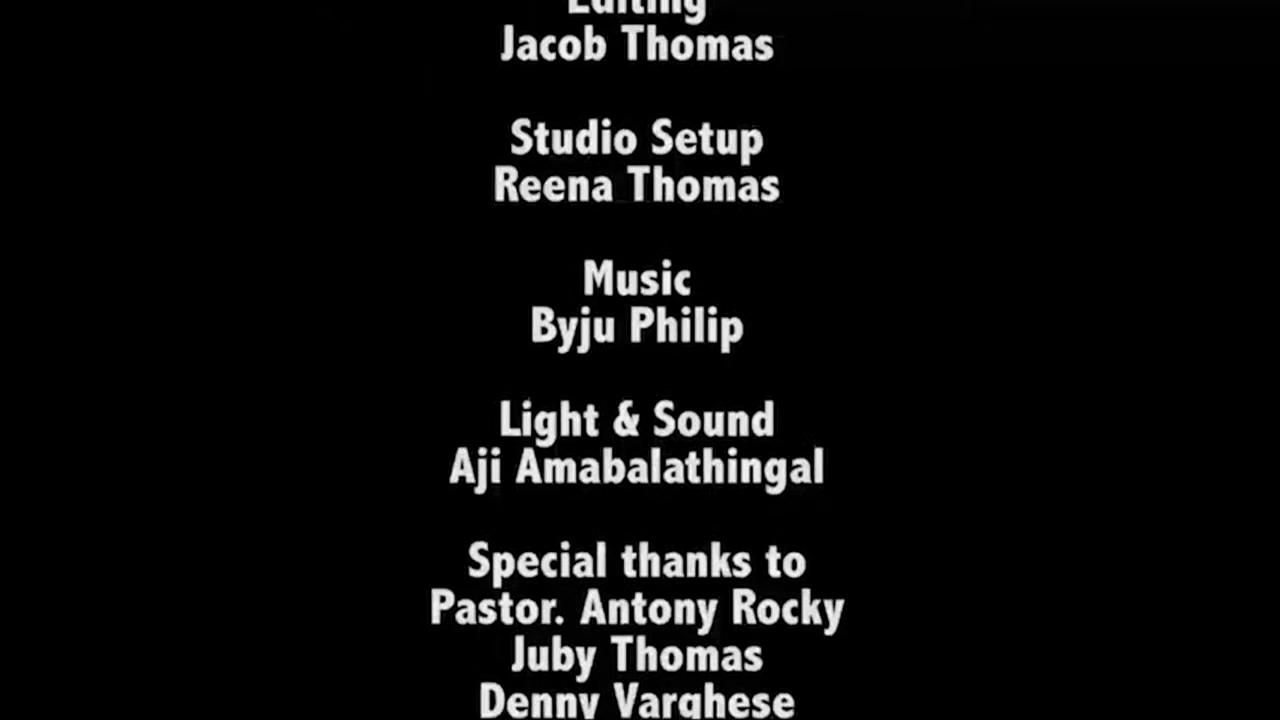 Editing
Jacob Thomas
Studio Setup
Reena Thomas
Music
Byju Philip
Light & Sound
Aji Amabalathingal
Special thanks to
Pastor. Antony Rocky
Juby Thomas
Denny Varghese